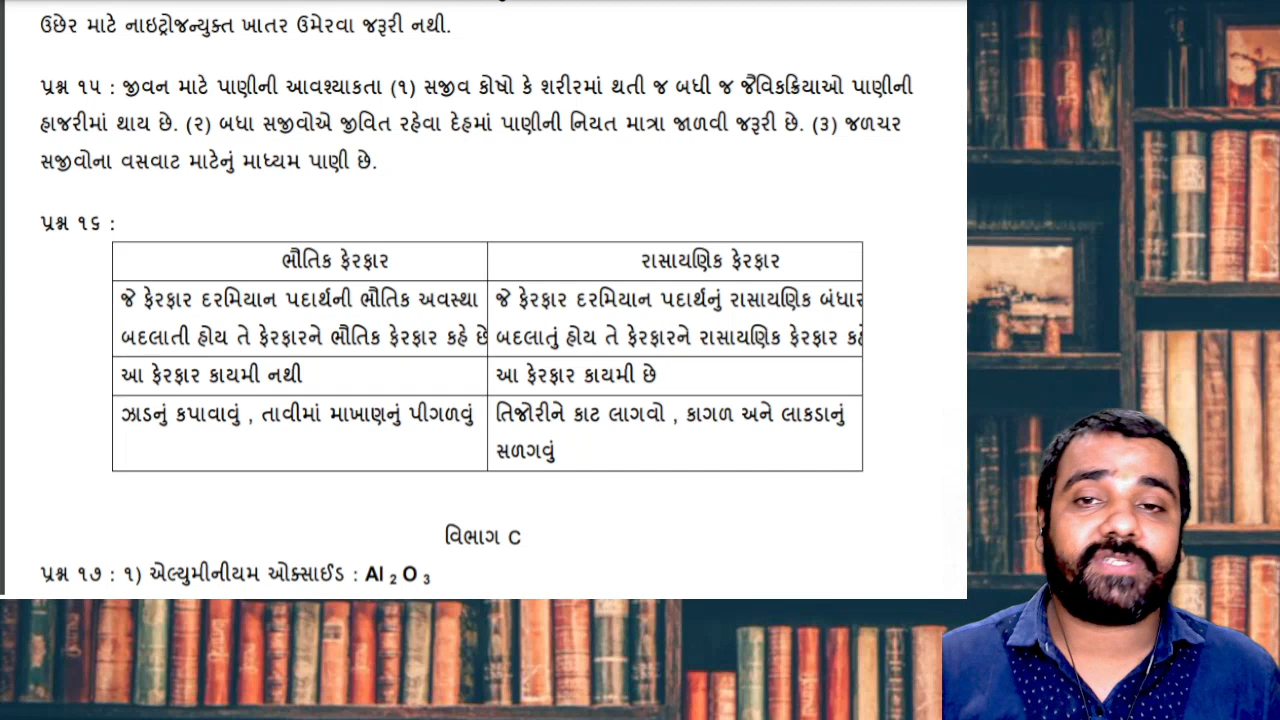 ઉછેર માટે નાઇટ્રોજન્યુક્ત ખાતર ઉમેરવા જરૂરી નથી.
પ્રશ્ન ૧૫ : જીવન માટે પાણીની આવશ્યાકતા (૧) સજીવ કોષો કે શરીરમાં થતી જ બધી જ જૈવિકક્રિયાઓ પાણીની
હાજરીમાં થાય છે. (૨) બધા સજીવોએ જીવિત રહેવા દેહમાં પાણીની નિયત માત્રા જાળવી જરૂરી છે. (૩) જળચર
સજીવોના વસવાટ માટેનું માધ્યમ પાણી છે.
પ્રશ્ન ૧૬ :
ભૌતિક ફેરફાર રાસાયણિક ફેરફાર
જે ફેરફાર દરમિયાન પદાર્થની ભૌતિક અવસ્થા
બદલાતી હોય તે ફેરફારને ભૌતિક ફેરફાર કહે છે
જે ફેરફાર દરમિયાન પદાર્થનું રાસાયણિક બંધાર
બદલાતું હોય તે ફેરફારને રાસાયણિક ફેરફાર કહે
આ ફેરફાર કાયમી નથી
આ ફેરફાર કાયમી છે
ઝાડનું કપાવાવું , તાવીમાં માખાણનું પીગળવું
તિજોરીને કાટ લાગવો , કાગળ અને લાકડાનું
સળગવું
વિભાગ C
પ્રશ્ન ૧૭ : ૧) એલ્યુમીનીયમ ઓક્સાઈડ : Al 2 O 3